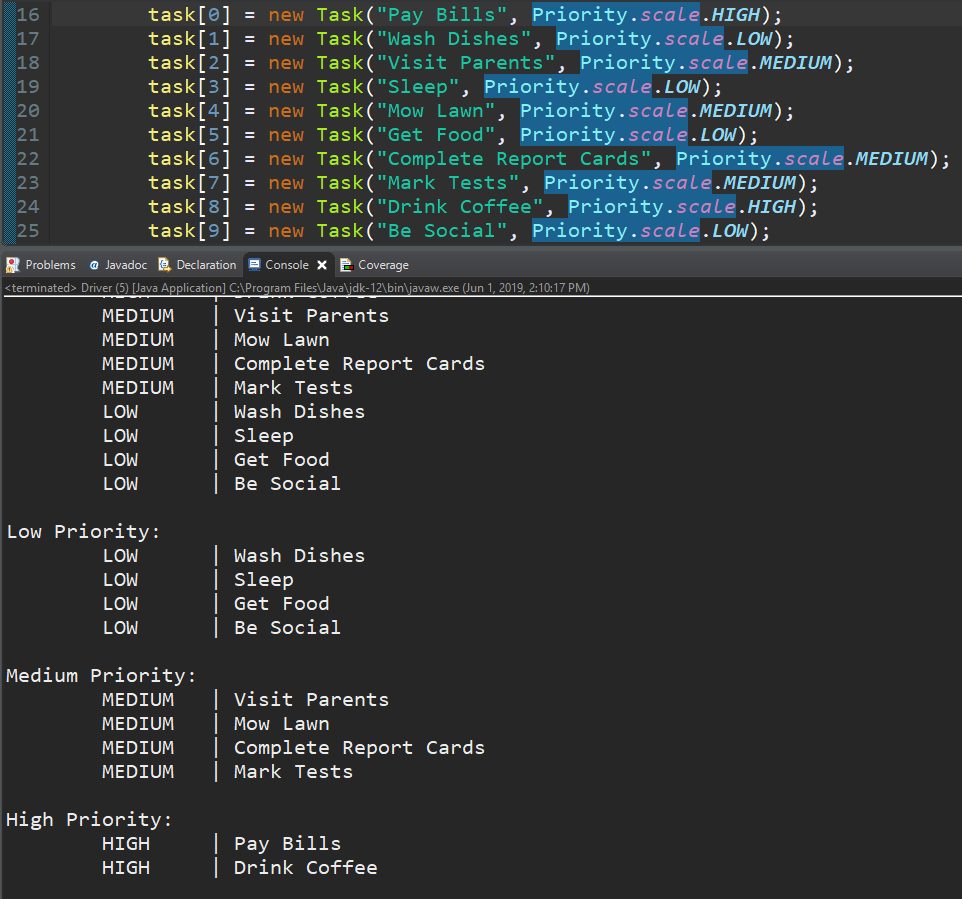 16 task[0] = new Task("Pay Bills", Priority.scale.HIGH);
17 task[1] = new Task("Wash Dishes", Priority.scale.LOW);
18 task[2] = new Task("Visit Parents", Priority.scale.MEDIUM);
19 task[3] = new Task("Sleep", Priority.scale.LOW);
20 task[4] = new Task("Mow Lawn", Priority.scale.MEDIUM);
21 task[5] = new Task("Get Food", Priority.scale.LOW);
22 task[6] = new Task("Complete Report Cards", Priority.scale.MEDIUM);
23 task[7] = new Task("Mark Tests", Priority.scale.MEDIUM);
24 task[8] = new Task("Drink Coffee", Priority.scale.HIGH);
25 task[9] = new Task("Be Social", Priority.scale.LOW);
Problems @ Javadoc Declaration Console Coverage
<terminated> Driver (5) [Java Application] C:\Program Files\Java\jdk-12\bin\javaw.exe (Jun 1, 2019, 2:10:17 PM)
MEDIUM | Visit Parents
MEDIUM | Mow Lawn
MEDIUM | Complete Report Cards
MEDIUM | Mark Tests
LOW | Wash Dishes
LOW | Sleep
LOW | Get Food
LOW | Be Social
Low Priority:
LOW | Wash Dishes
LOW | Sleep
LOW | Get Food
LOW | Be Social
Medium Priority:
MEDIUM | Visit Parents
MEDIUM | Mow Lawn
MEDIUM | Complete Report Cards
MEDIUM | Mark Tests
High Priority:
HIGH | Pay Bills
HIGH | Drink Coffee